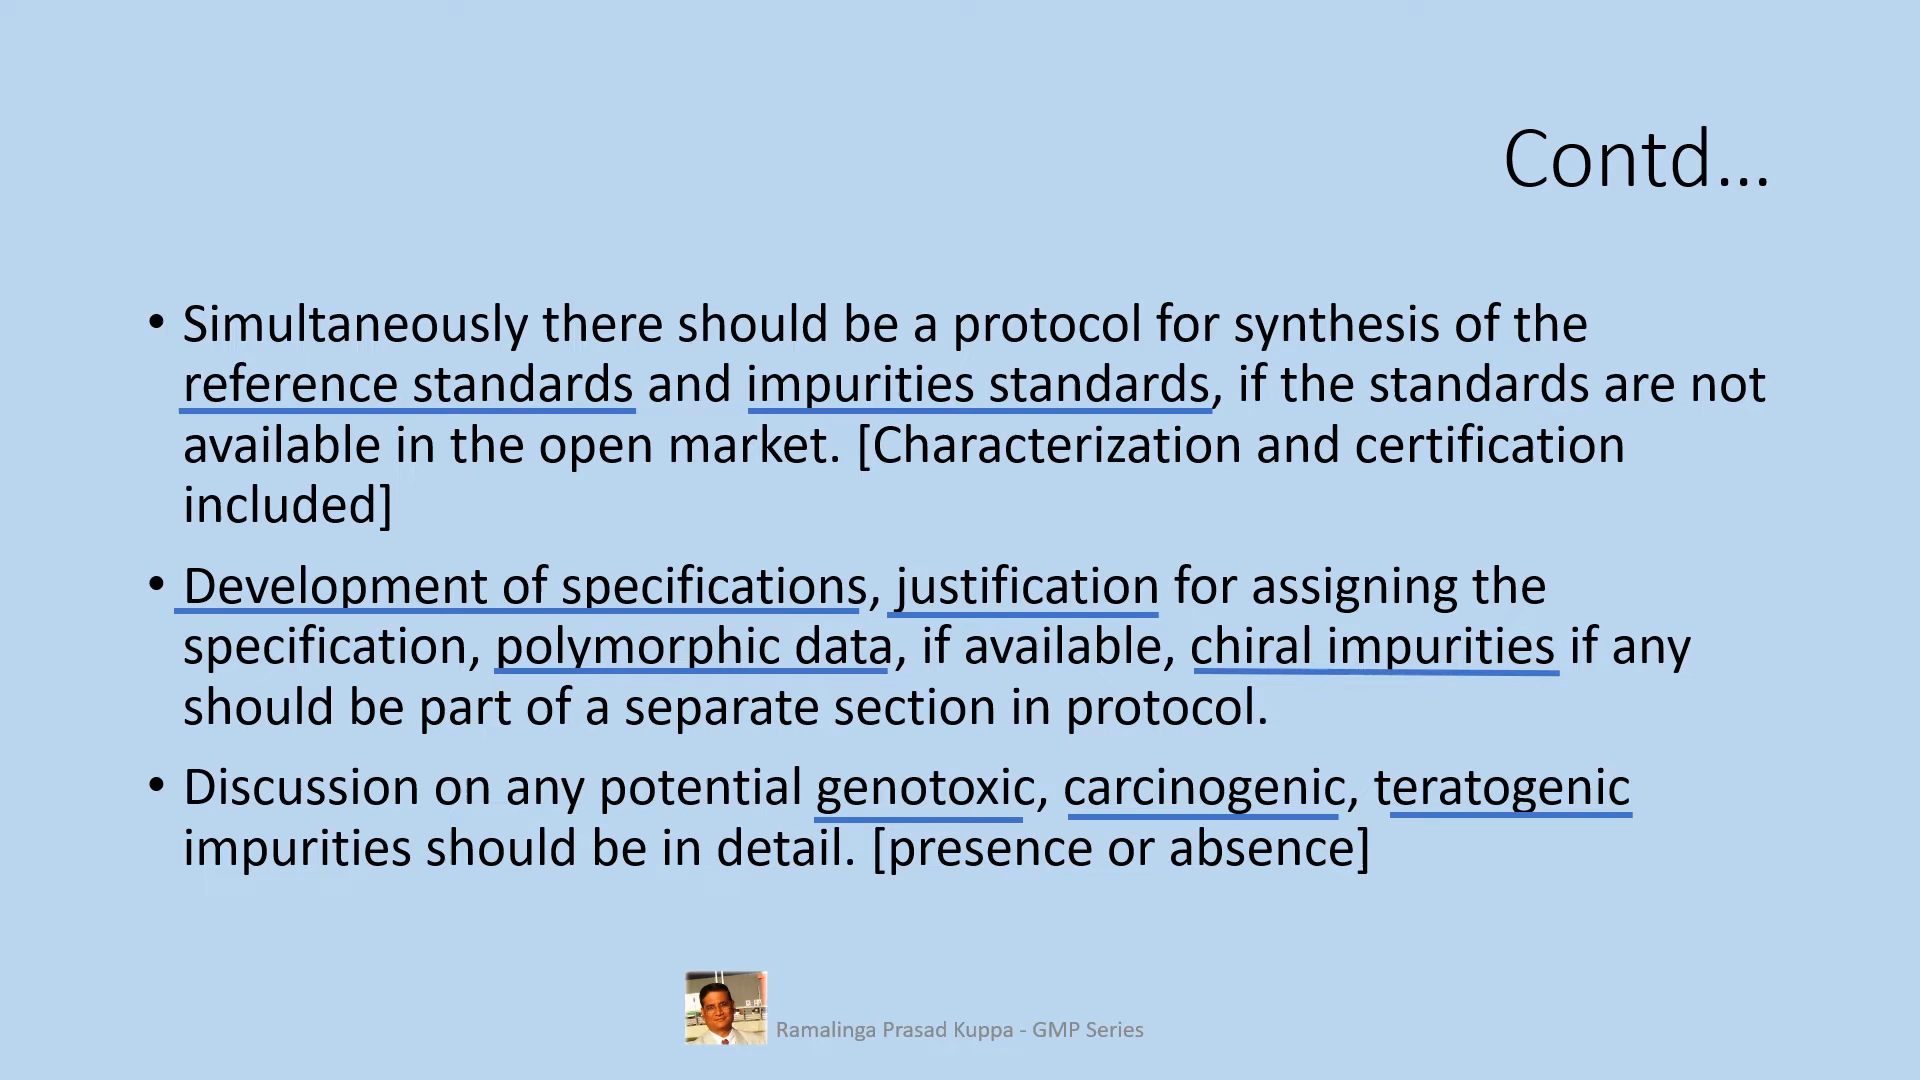 Contd...
• Simultaneously there should be a protocol for synthesis of the
reference standards and impurities standards, if the standards are not
available in the open market. [Characterization and certification
included]
• Development of specifications, justification for assigning the
specification, polymorphic data, if available, chiral impurities if any
should be part of a separate section in protocol.
• Discussion on any potential genotoxic, carcinogenic, teratogenic
impurities should be in detail. [presence or absence]
Ramalinga Prasad Kuppa - GMP Series